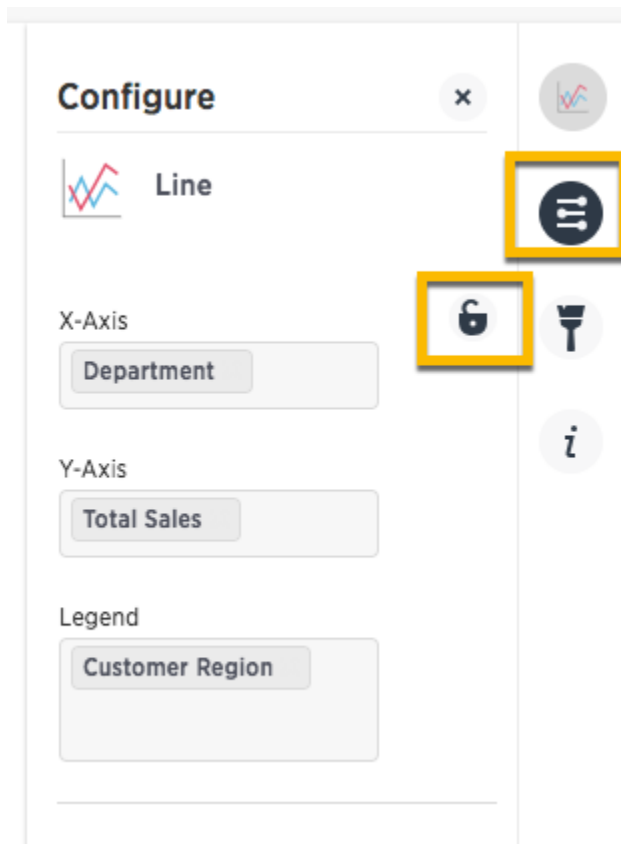 Configure
Line
X-Axis
Department
Y-Axis
Total Sales
Legend
Customer Region
i